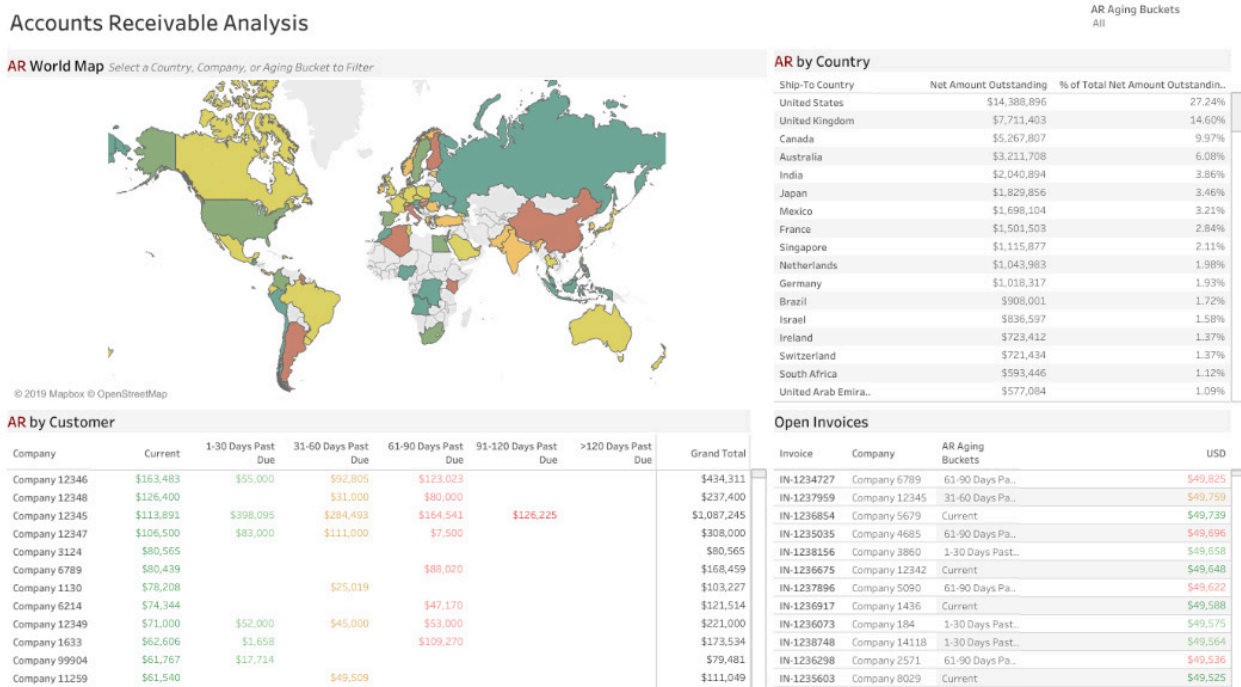 Accounts Receivable Analysis
AR Aging Buckets
All
AR World Map Select a Country, Company, or Aging Bucket to Filter
© 2019 Mapbox © OpenStreetMap
AR by Country
Ship-To Country Net Amount Outstanding % of Total Net Amount Outstandin..
United States $14,388,896 27.24%
United Kingdom $7,711,403 14.60%
Canada $5,267,807 9.97%
Australia $3,211,708 6.08%
India $2,040,894 3.86%
Japan $1,829,856 3.46%
Mexico $1,698,104 3.21%
France $1,501,503 2.84%
Singapore $1,115,877 2.11%
Netherlands $1,043,983 1.98%
Germany $1,018,317 1.93%
Brazil $908,001 1.72%
Israel $836,597 1.58%
Ireland $723,412 1.37%
Switzerland $721,434 1.37%
South Africa $593,446 1.12%
United Arab Emira.. $577,084 1.09%
AR by Customer
Company Current 1-30 Days Past Due 31-60 Days Past Due 61-90 Days Past Due 91-120 Days Past Due >120 Days Past Due Grand Total
Company 12346 $163,483 $55,000 $92,805 $123,023 $434,311
Company 12348 $126,400 $31,000 $80,000 $237,400
Company 12345 $113,891 $398,095 $284,493 $164,541 $126,225 $1,087,245
Company 12347 $106,500 $83,000 $111,000 $7,500 $308,000
Company 3124 $80,565 $80,565
Company 6789 $80,439 $88,020 $168,459
Company 1130 $78,208 $25,019 $103,227
Company 6214 $74,344 $47,170 $121,514
Company 12349 $71,000 $52,000 $45,000 $53,000 $221,000
Company 1633 $62,606 $1,658 $109,270 $173,534
Company 99904 $61,767 $17,714 $79,481
Company 11259 $61,540 $49,509 $111,049
Open Invoices
Invoice Company AR Aging Buckets USD
IN-1234727 Company 6789 61-90 Days Pa.. $49,825
IN-1237959 Company 12345 31-60 Days Pa.. $49,759
IN-1236854 Company 5679 Current $49,739
IN-1235035 Company 4685 61-90 Days Pa.. $49,696
IN-1238156 Company 3860 1-30 Days Past.. $49,658
IN-1236675 Company 12342 Current $49,648
IN-1237896 Company 5090 61-90 Days Pa.. $49,622
IN-1236917 Company 1436 Current $49,588
IN-1236073 Company 184 1-30 Days Past.. $49,575
IN-1238748 Company 14118 1-30 Days Past.. $49,564
IN-1236298 Company 2571 61-90 Days Pa.. $49,536
IN-1235603 Company 8029 Current $49,525